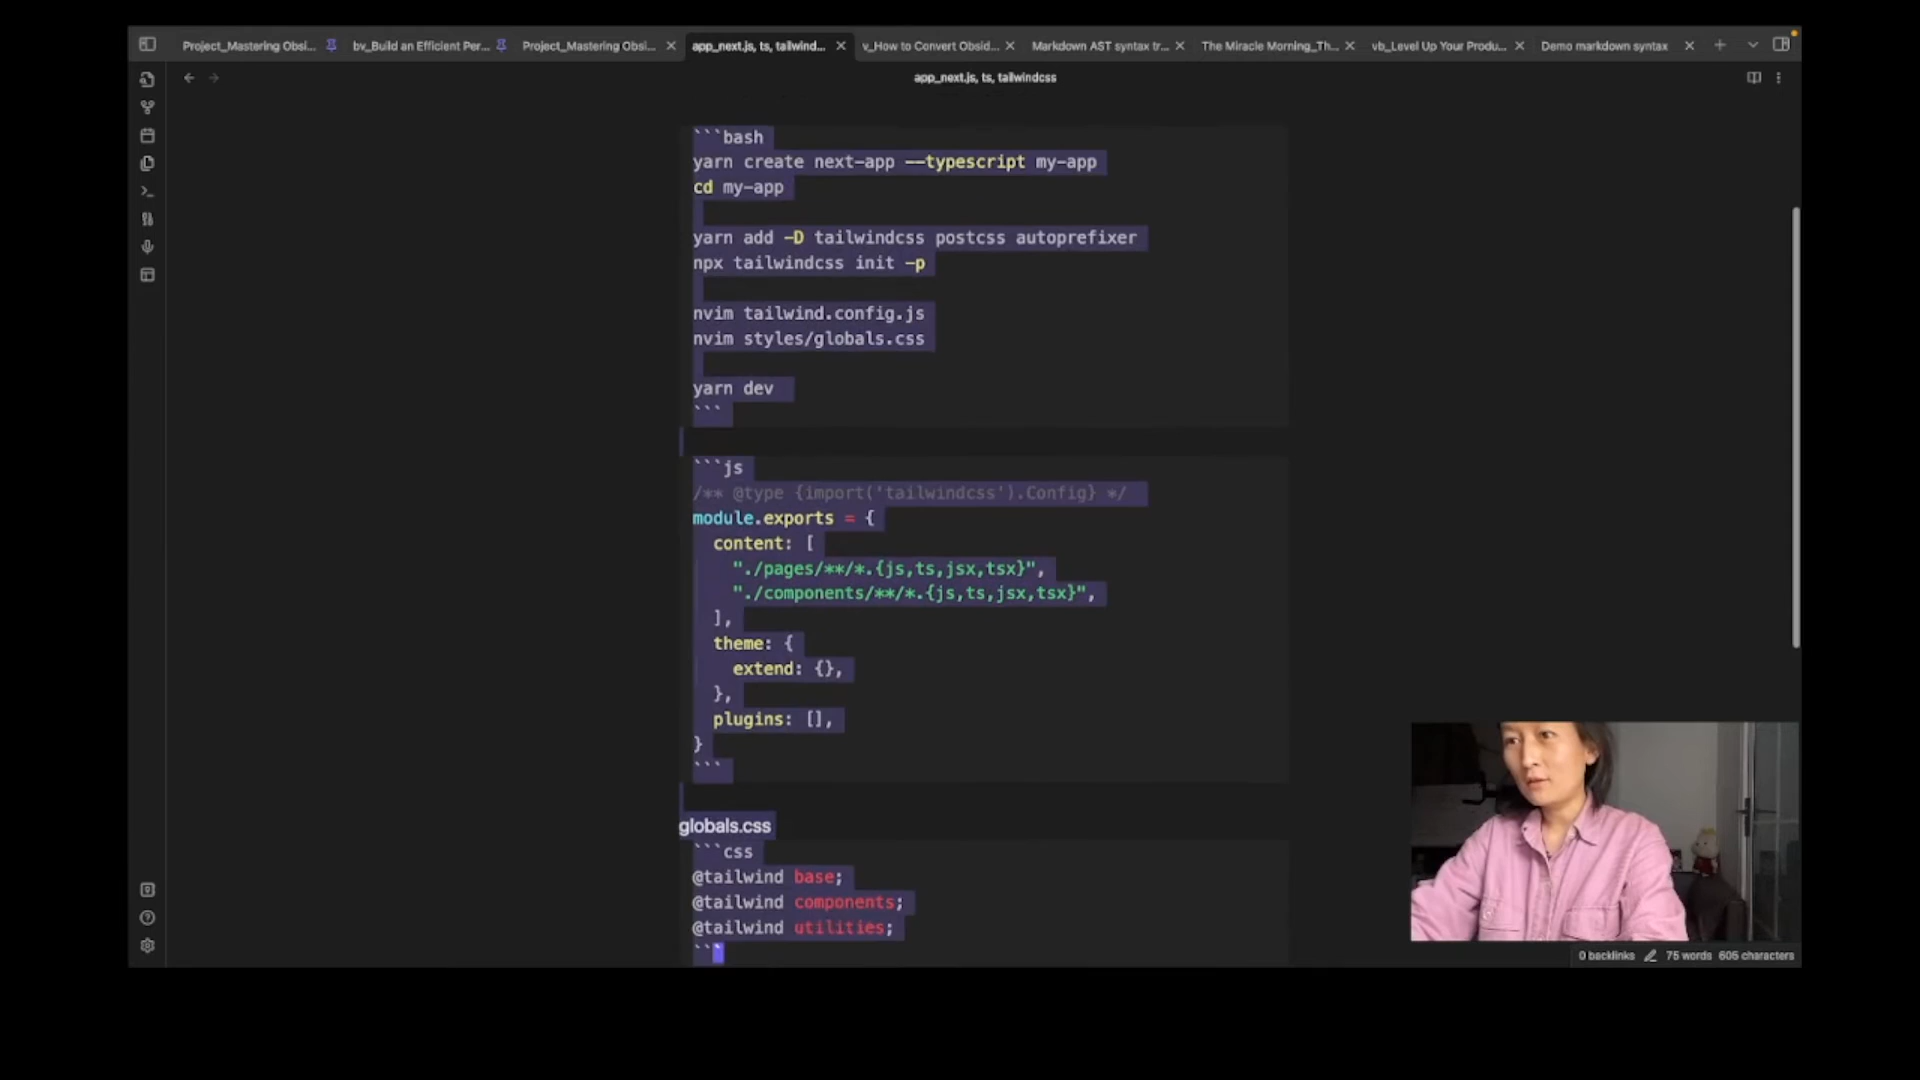 Project_Mastering Obsi...
bv_Build an Efficient Per...
Project_Mastering Obsi...
app_next.js, ts, tailwind...
v_How to Convert Obsid...
Markdown AST syntax tr...
The Miracle Morning_Th...
vb_Level Up Your Produ...
Demo markdown syntax
app_next.js, ts, tailwindcss
```bash
yarn create next-app --typescript my-app
cd my-app
yarn add -D tailwindcss postcss autoprefixer
npx tailwindcss init -p
nvim tailwind.config.js
nvim styles/globals.css
yarn dev
```
```js
/** @type {import('tailwindcss').Config} */
module.exports = {
content: [
"./pages/**/*.{js,ts,jsx,tsx}",
"./components/**/*.{js,ts,jsx,tsx}",
],
theme: {
extend: {},
},
plugins: [],
}
```
globals.css
```css
@tailwind base;
@tailwind components;
@tailwind utilities;
```
0 backlinks 75 words 605 characters